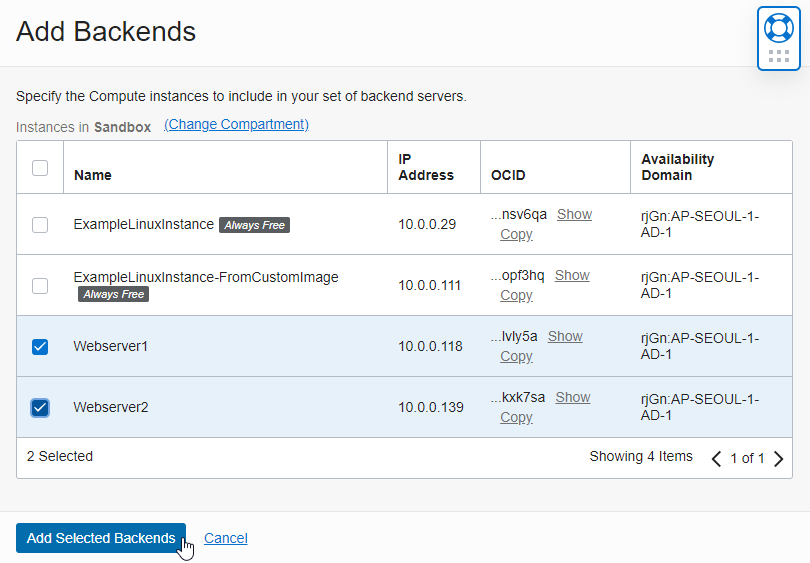 Add Backends
Specify the Compute instances to include in your set of backend servers.
Instances in Sandbox (Change Compartment)
Name IP Address OCID Availability Domain
ExampleLinuxInstance Always Free 10.0.0.29 ...nsv6qa Show Copy rjGn:AP-SEOUL-1-AD-1
ExampleLinuxInstance-FromCustomImage Always Free 10.0.0.111 ...opf3hq Show Copy rjGn:AP-SEOUL-1-AD-1
Webserver1 10.0.0.118 ...lvly5a Show Copy rjGn:AP-SEOUL-1-AD-1
Webserver2 10.0.0.139 ...kxk7sa Show Copy rjGn:AP-SEOUL-1-AD-1
2 Selected Showing 4 Items 1 of 1
Add Selected Backends Cancel